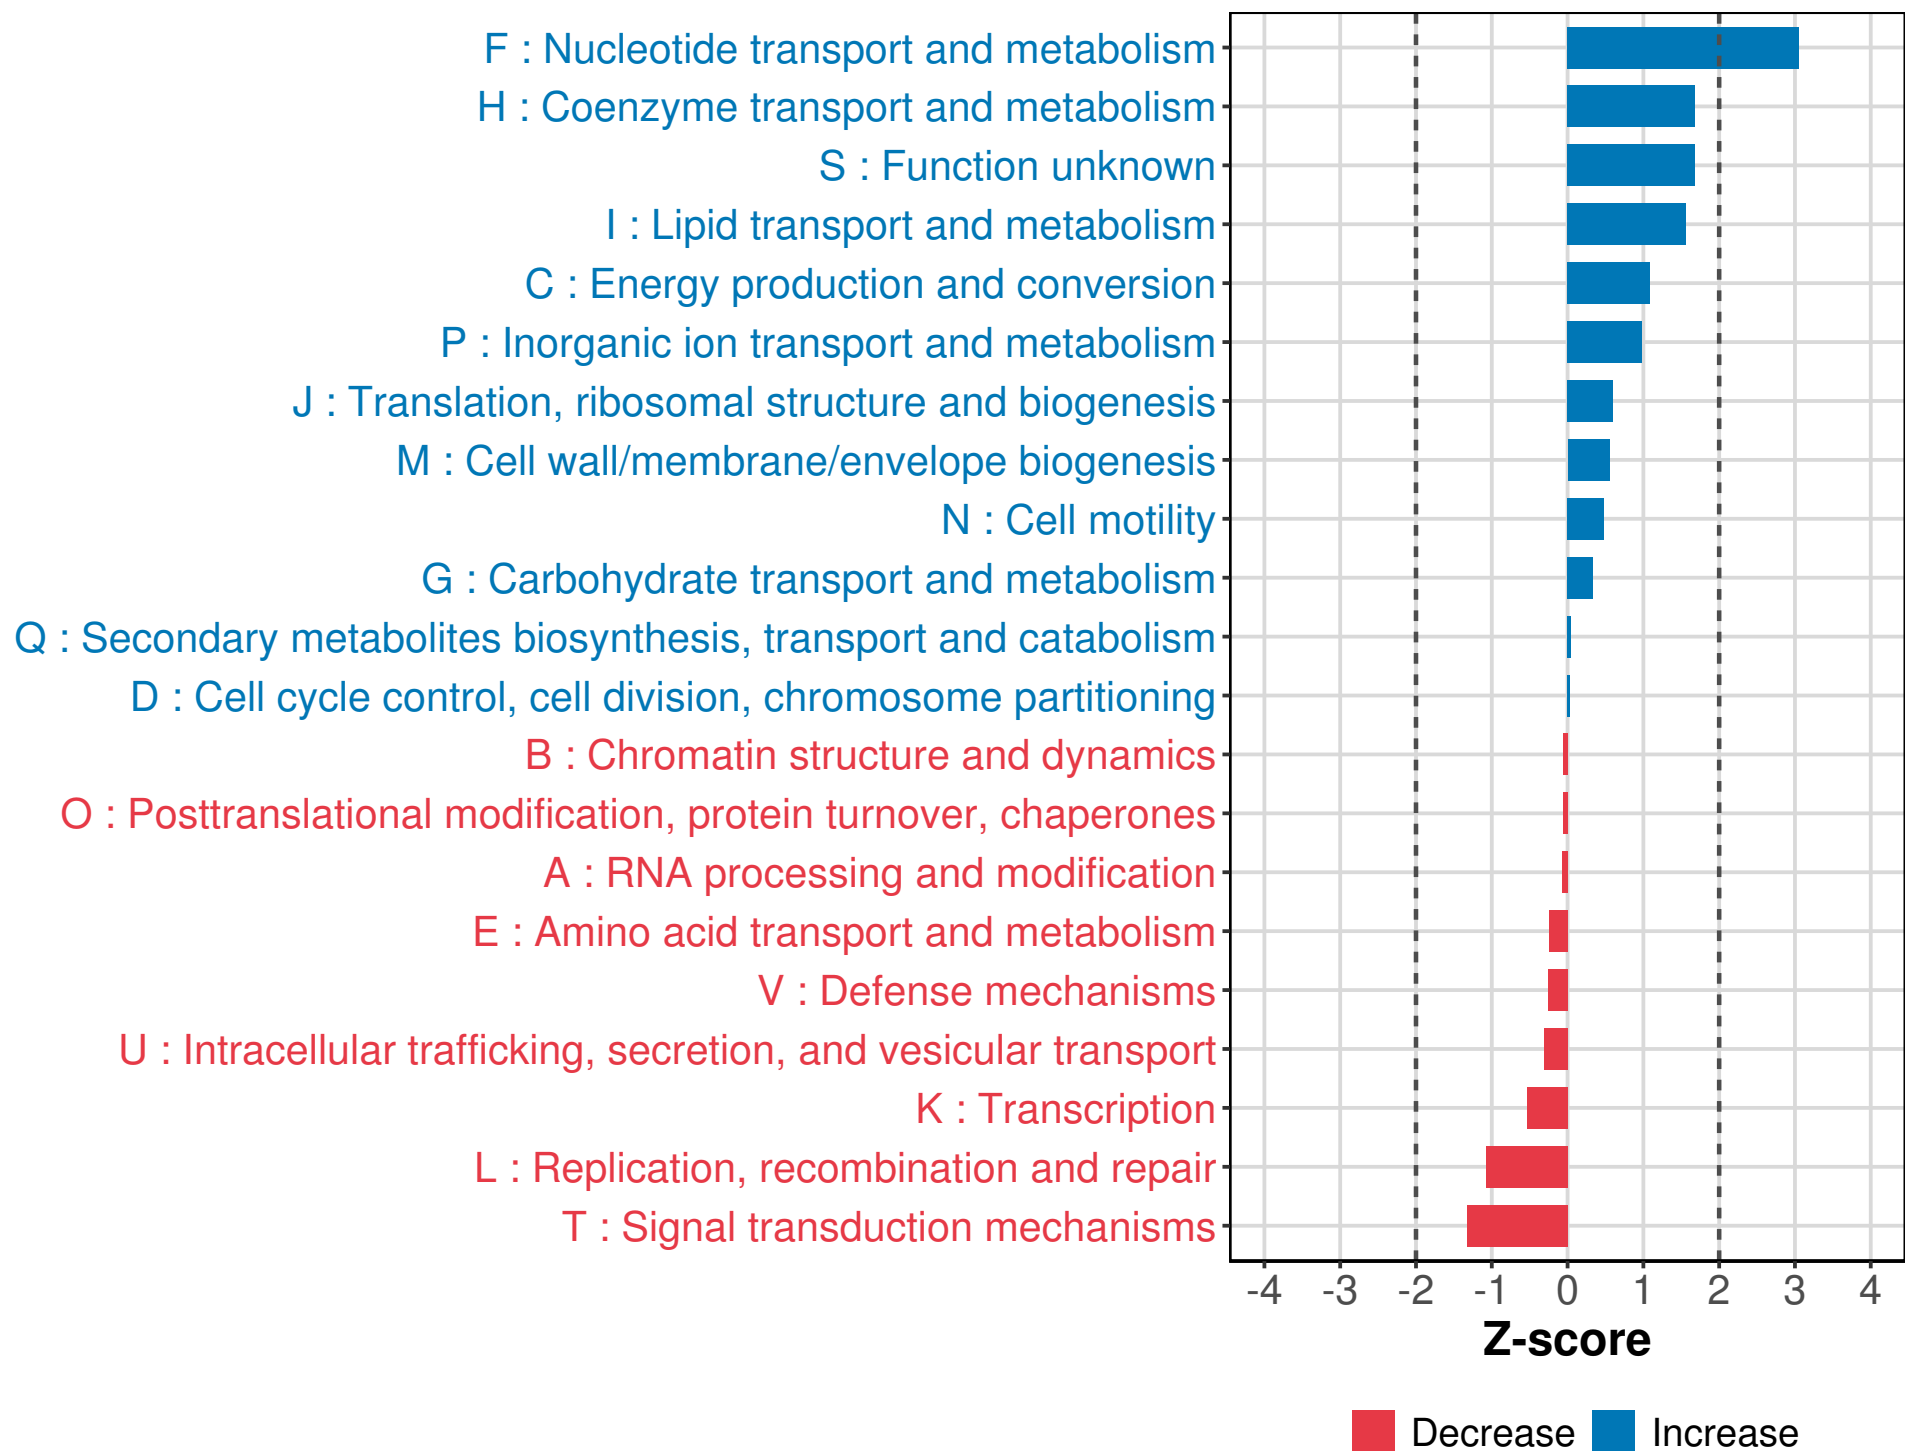 F : Nucleotide transport and metabolism
H : Coenzyme transport and metabolism
S : Function unknown
I : Lipid transport and metabolism
C : Energy production and conversion
P : Inorganic ion transport and metabolism
J : Translation, ribosomal structure and biogenesis
M : Cell wall/membrane/envelope biogenesis
N : Cell motility
G : Carbohydrate transport and metabolism
Q : Secondary metabolites biosynthesis, transport and catabolism
D : Cell cycle control, cell division, chromosome partitioning
B : Chromatin structure and dynamics
O : Posttranslational modification, protein turnover, chaperones
A : RNA processing and modification
E : Amino acid transport and metabolism
V : Defense mechanisms
U : Intracellular trafficking, secretion, and vesicular transport
K : Transcription
L : Replication, recombination and repair
T : Signal transduction mechanisms
-4 -3 -2 -1 0 1 2 3 4
Z-score
Decrease Increase